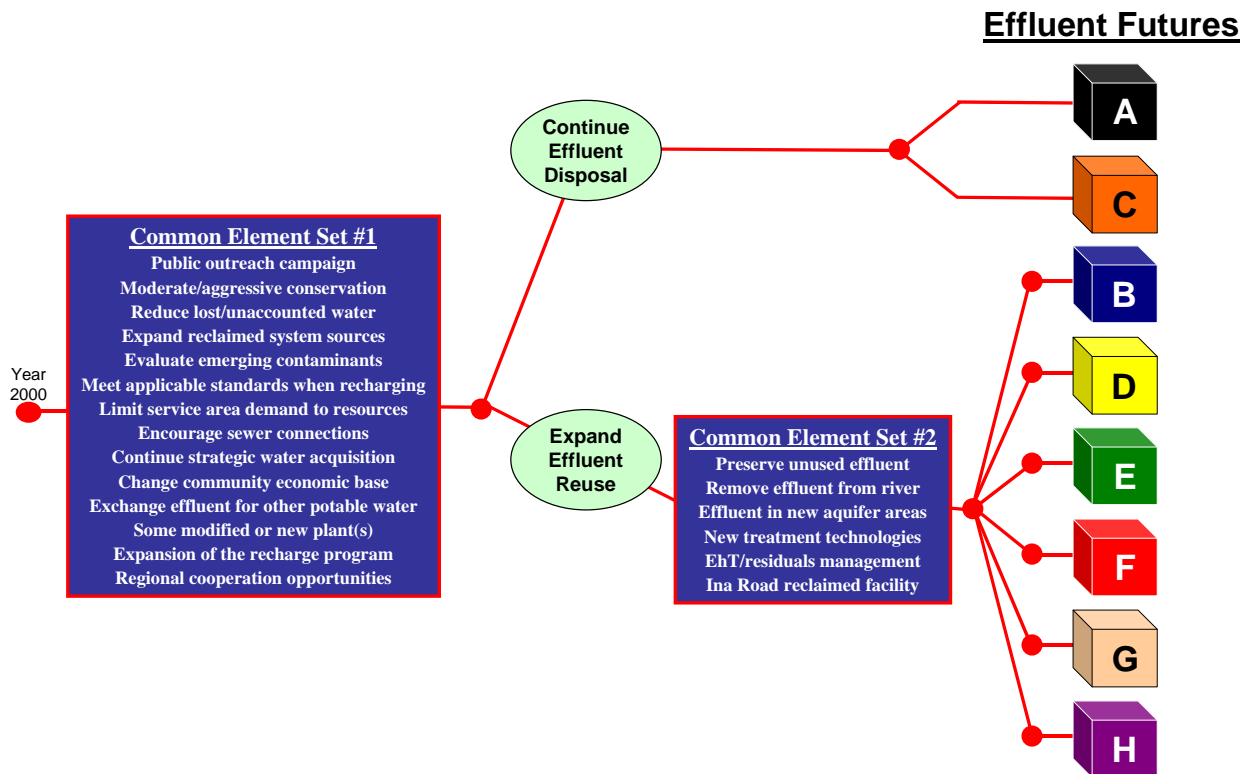 Effluent Futures
Year
2000
Common Element Set #1
Public outreach campaign
Moderate/aggressive conservation
Reduce lost/unaccounted water
Expand reclaimed system sources
Evaluate emerging contaminants
Meet applicable standards when recharging
Limit service area demand to resources
Encourage sewer connections
Continue strategic water acquisition
Change community economic base
Exchange effluent for other potable water
Some modified or new plant(s)
Expansion of the recharge program
Regional cooperation opportunities
Continue
Effluent
Disposal
Expand
Effluent
Reuse
Common Element Set #2
Preserve unused effluent
Remove effluent from river
Effluent in new aquifer areas
New treatment technologies
EhT/residuals management
Ina Road reclaimed facility
A
C
B
D
E
F
G
H